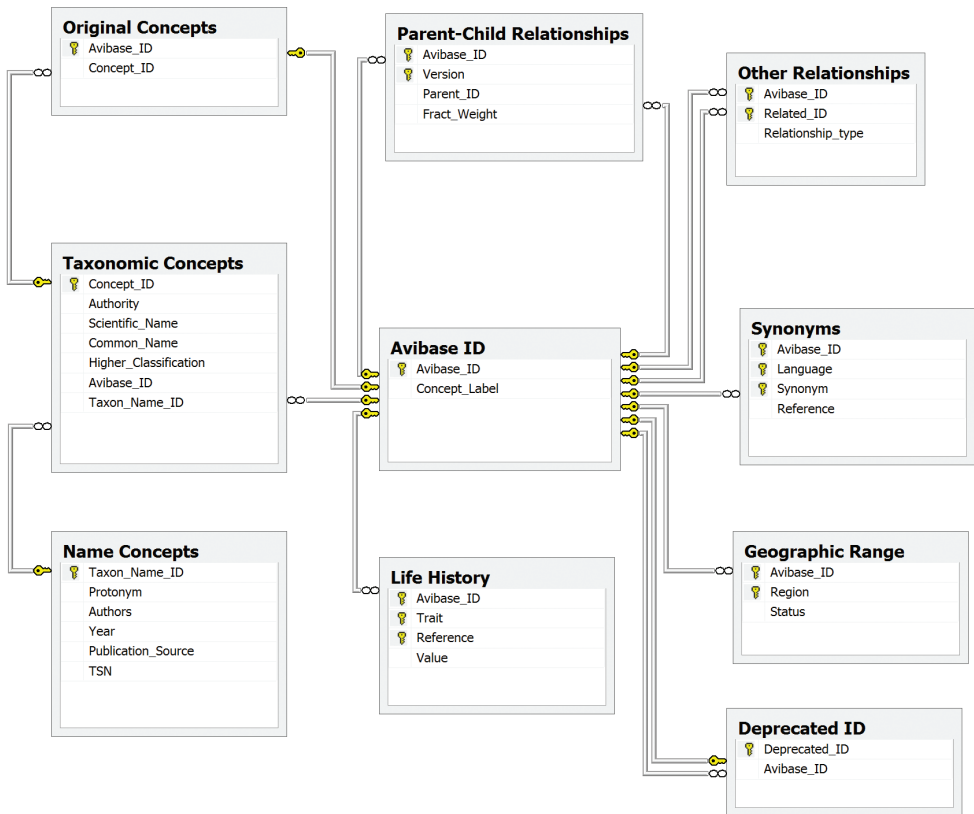 Original Concepts
Avibase_ID
Concept_ID
Parent-Child Relationships
Avibase_ID
Version
Parent_ID
Fract_Weight
Other Relationships
Avibase_ID
Related_ID
Relationship_type
Taxonomic Concepts
Concept_ID
Authority
Scientific_Name
Common_Name
Higher_Classification
Avibase_ID
Taxon_Name_ID
Avibase ID
Avibase_ID
Concept_Label
Synonyms
Avibase_ID
Language
Synonym
Reference
Name Concepts
Taxon_Name_ID
Protonym
Authors
Year
Publication_Source
TSN
Life History
Avibase_ID
Trait
Reference
Value
Geographic Range
Avibase_ID
Region
Status
Deprecated ID
Deprecated_ID
Avibase_ID